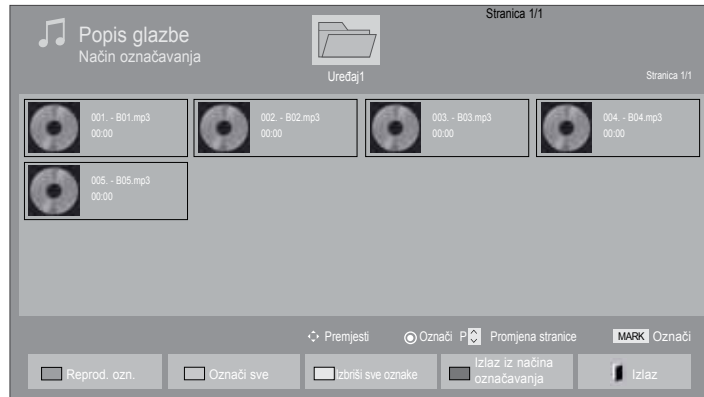 Stranica 1/1
Popis glazbe
Način označavanja
Uređaj1
Stranica 1/1
001. - B01.mp3
00:00
002. - B02.mp3
00:00
003. - B03.mp3
00:00
004. - B04.mp3
00:00
005. - B05.mp3
00:00
Premjesti Označi P Promjena stranice MARK Označi
Reprod. ozn. Označi sve Izbriši sve oznake Izlaz iz načina označavanja Izlaz